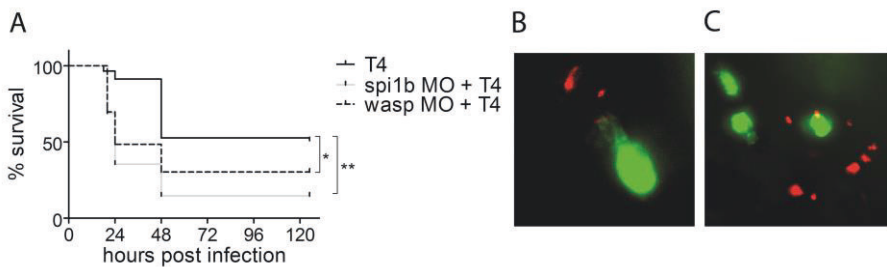 A
B
C
% survival
100
50
0
0 24 48 72 96 120
hours post infection
T4
spi1b MO + T4
wasp MO + T4
*
**